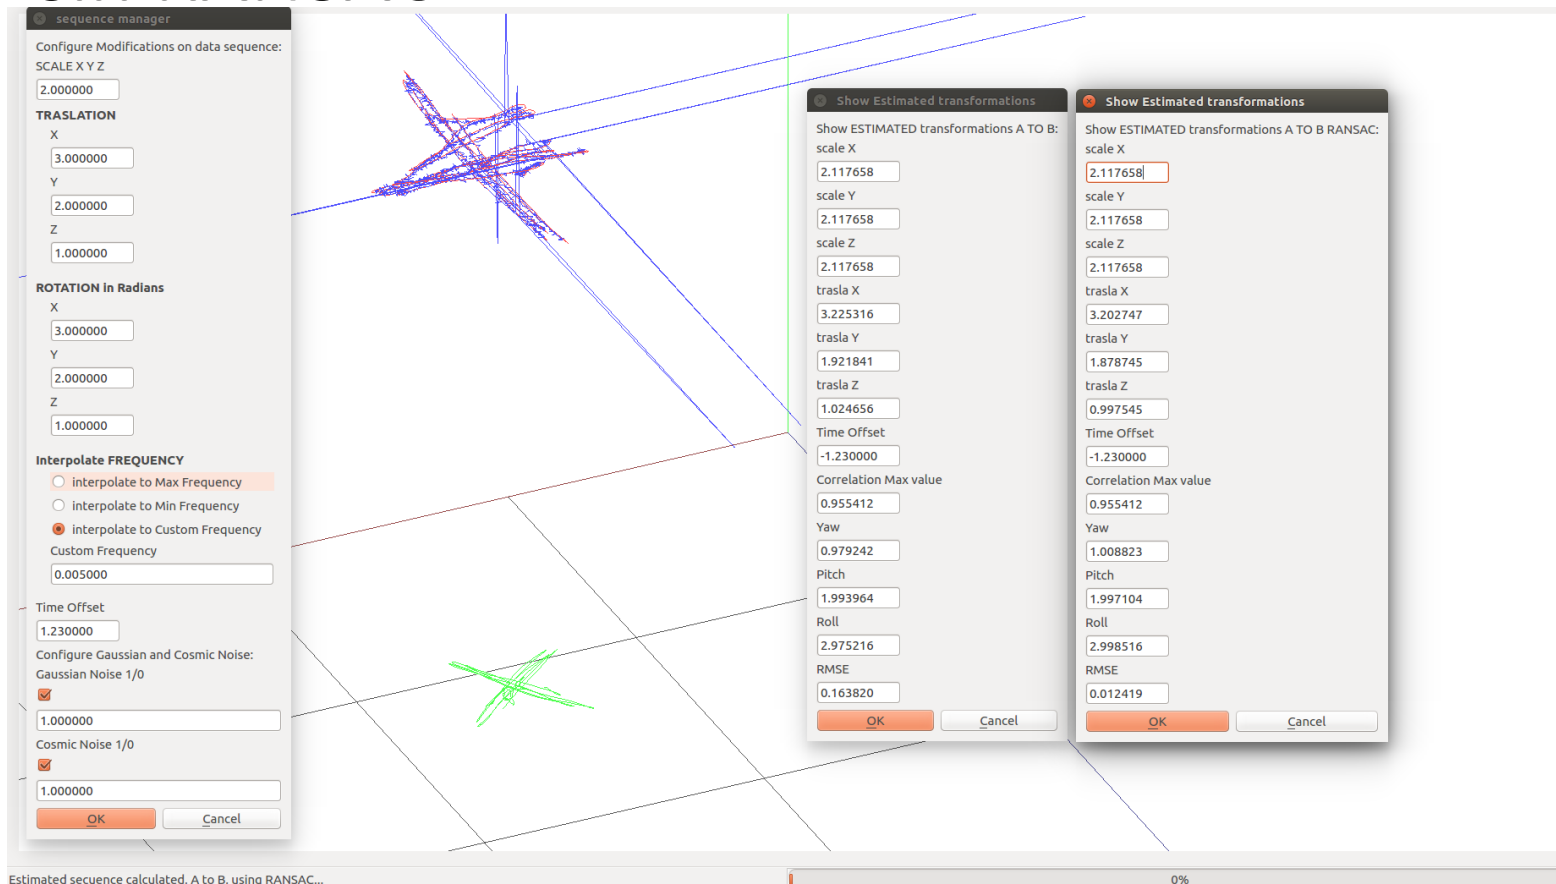 sequence manager
Configure Modifications on data sequence:
SCALE X Y Z
2.000000
TRASLATION
X
3.000000
Y
2.000000
Z
1.000000
ROTATION in Radians
X
3.000000
Y
2.000000
Z
1.000000
Interpolate FREQUENCY
interpolate to Max Frequency
interpolate to Min Frequency
interpolate to Custom Frequency
Custom Frequency
0.005000
Time Offset
1.230000
Configure Gaussian and Cosmic Noise:
Gaussian Noise 1/0
1.000000
Cosmic Noise 1/0
1.000000
OK Cancel
Show Estimated transformations
Show ESTIMATED transformations A TO B:
scale X
2.117658
scale Y
2.117658
scale Z
2.117658
trasla X
3.225316
trasla Y
1.921841
trasla Z
1.024656
Time Offset
-1.230000
Correlation Max value
0.955412
Yaw
0.979242
Pitch
1.993964
Roll
2.975216
RMSE
0.163820
OK Cancel
Show Estimated transformations
Show ESTIMATED transformations A TO B RANSAC:
scale X
2.117658
scale Y
2.117658
scale Z
2.117658
trasla X
3.202747
trasla Y
1.878745
trasla Z
0.997545
Time Offset
-1.230000
Correlation Max value
0.955412
Yaw
1.008823
Pitch
1.997104
Roll
2.998516
RMSE
0.012419
OK Cancel
Estimated secuence calculated. A to B. using RANSAC...
0%